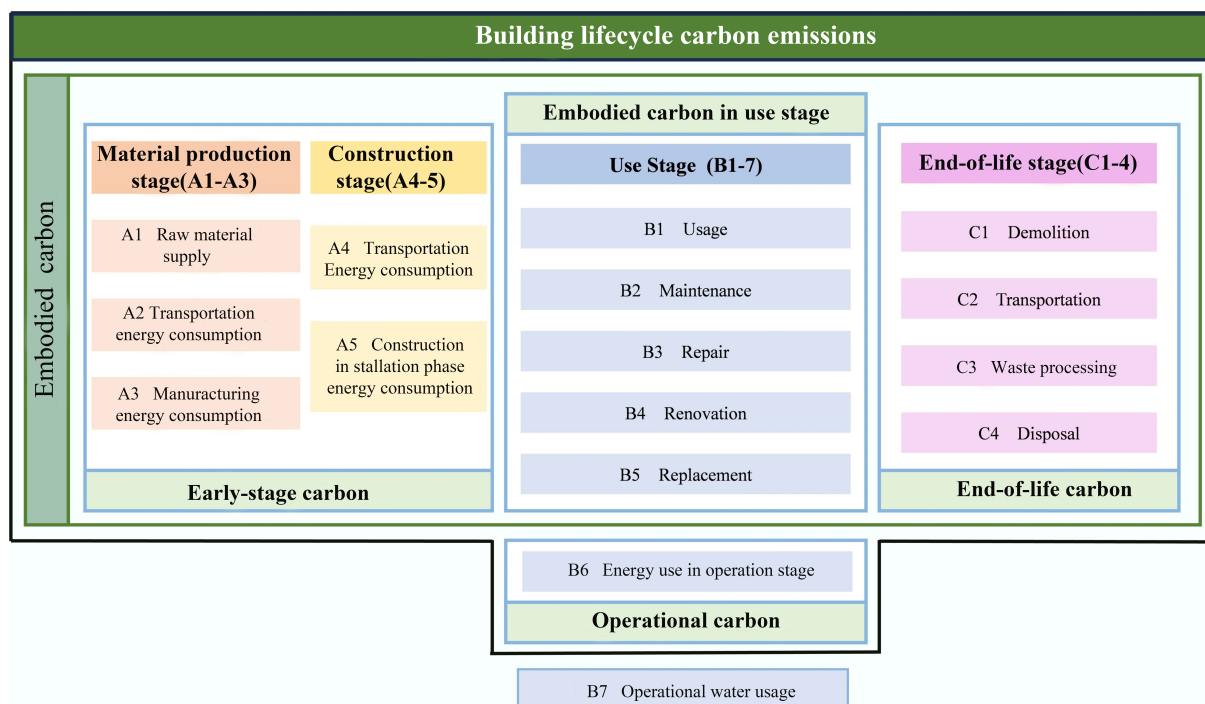 Building lifecycle carbon emissions
Embodied carbon
Material production
stage(A1-A3)
A1 Raw material
supply
A2 Transportation
energy consumption
A3 Manuracturing
energy consumption
Construction
stage(A4-5)
A4 Transportation
Energy consumption
A5 Construction
in stallation phase
energy consumption
Early-stage carbon
Embodied carbon in use stage
Use Stage (B1-7)
B1 Usage
B2 Maintenance
B3 Repair
B4 Renovation
B5 Replacement
End-of-life stage(C1-4)
C1 Demolition
C2 Transportation
C3 Waste processing
C4 Disposal
End-of-life carbon
B6 Energy use in operation stage
Operational carbon
B7 Operational water usage